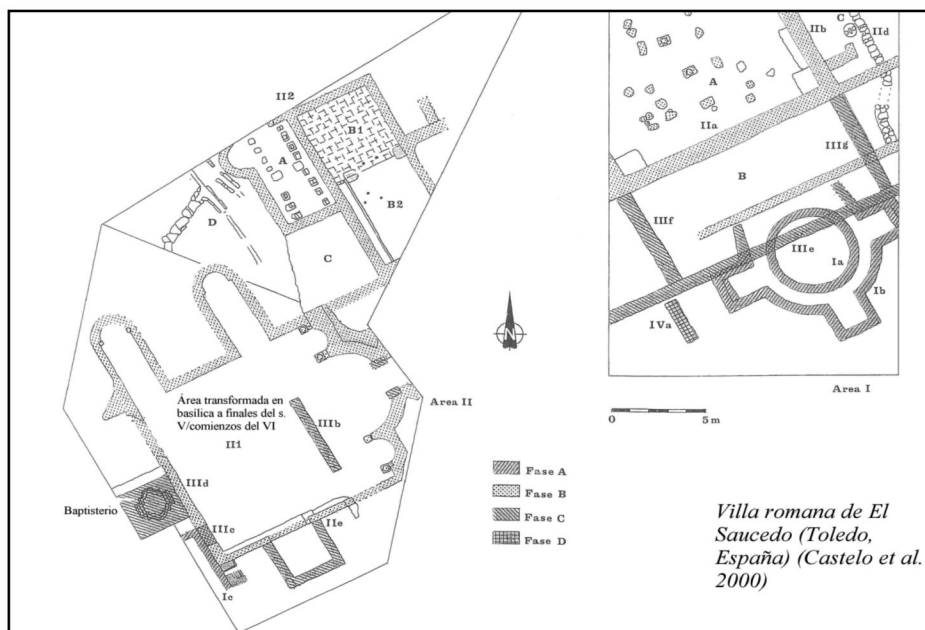 II2
B1
A
B2
D
C
N
Área transformada en
basílica a finales del s.
V/comienzos del VI
II1
IIIb
Area II
IIId
Baptisterio
IIIc
IIe
Ic
Fase A
Fase B
Fase C
Fase D
C
IIb
IId
A
IIa
IIIg
B
IIIf
IIIe
Ia
Ib
IVa
Area I
0 5 m
Villa romana de El
Saucedo (Toledo,
España) (Castelo et al.
2000)